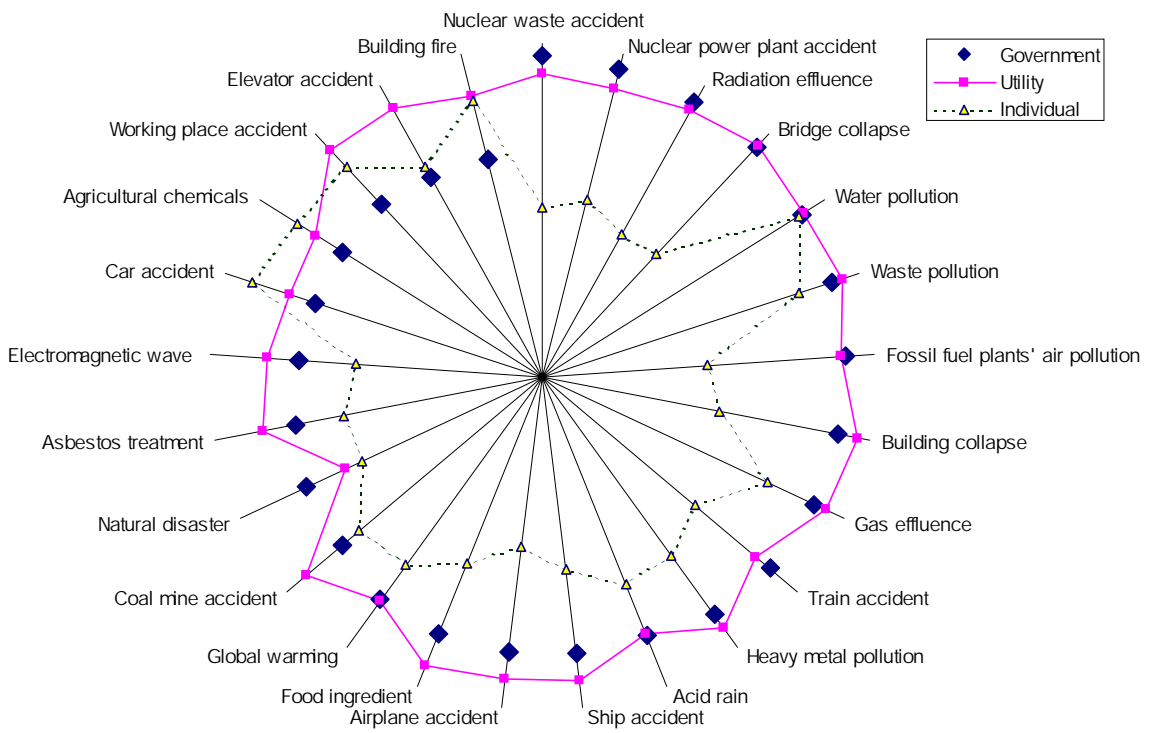 Nuclear waste accident
Nuclear power plant accident
Radiation effluence
Bridge collapse
Water pollution
Waste pollution
Fossil fuel plants' air pollution
Building collapse
Gas effluence
Train accident
Heavy metal pollution
Acid rain
Ship accident
Airplane accident
Food ingredient
Global warming
Coal mine accident
Natural disaster
Asbestos treatment
Electromagnetic wave
Car accident
Agricultural chemicals
Working place accident
Elevator accident
Building fire
Government
Utility
Individual